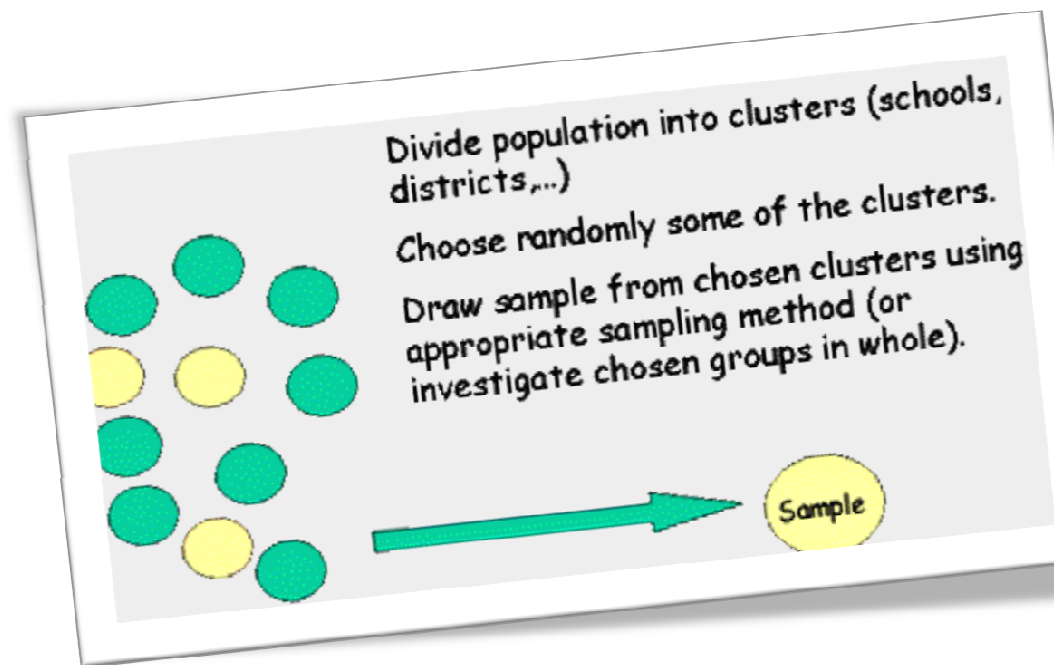 Divide population into clusters (schools,
districts,...)
Choose randomly some of the clusters.
Draw sample from chosen clusters using
appropriate sampling method (or
investigate chosen groups in whole).
Sample